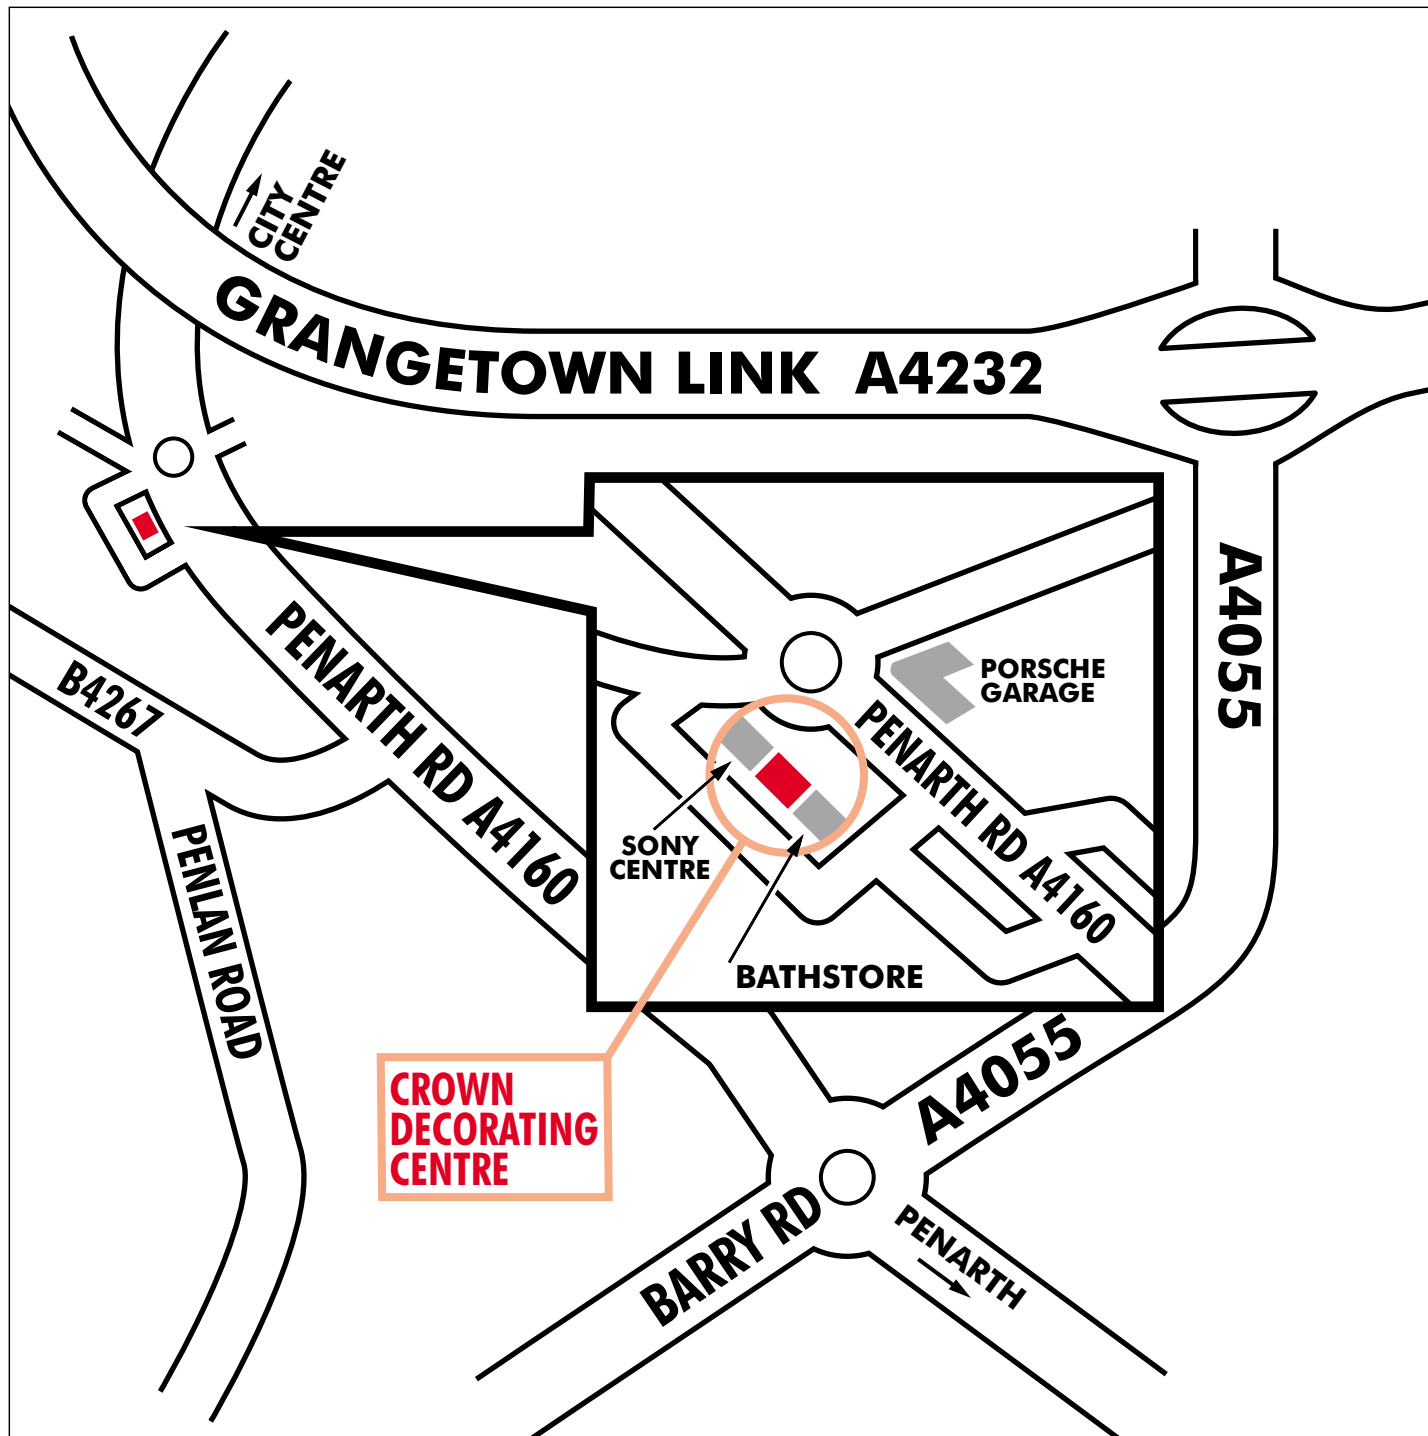 CITY
CENTRE
GRANGETOWN LINK A4232
A4055
PORSCHE
GARAGE
PENARTH RD A4160
B4267
PENARTH RD A4160
SONY
CENTRE
PENLAN ROAD
BATHSTORE
A4055
CROWN
DECORATING
CENTRE
BARRY RD
PENARTH